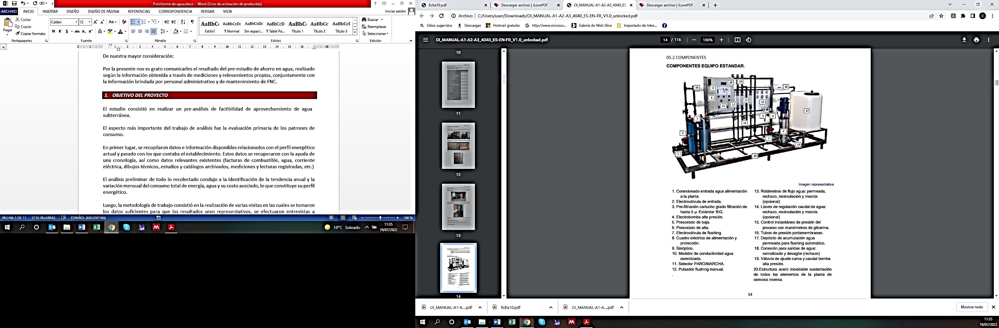 Preinforme de agua.docx - Word (Error de activación de productos)
ARCHIVO INICIO INSERTAR DISEÑO DISEÑO DE PÁGINA REFERENCIAS CORRESPONDENCIA REVISAR VISTA Iniciar sesión
Pegar
Cortar
Copiar
Copiar formato
Portapapeles
Calibri 12
Fuente
Párrafo
Estilo1
¶ Normal
Sin espaci...
¶ Table Pa...
Título 1
Título 2
Título 3
Estilos
Buscar
Reemplazar
Seleccionar
Edición
De nuestra mayor consideración:
Por la presente nos es grato comunicarles el resultado del pre-estudio de ahorro en agua, realizado
según la información obtenida a través de mediciones y relevamientos propios, conjuntamente con
la información brindada por personal administrativo y de mantenimiento de FNC.
1. OBJETIVO DEL PROYECTO
El estudio consistió en realizar un pre-análisis de factibilidad de aprovechamiento de agua
subterránea.
El aspecto más importante del trabajo de análisis fue la evaluación primaria de los patrones de
consumo.
En primer lugar, se recopilaron datos e información disponibles relacionados con el perfil energético
actual y pasado con los que contaba el establecimiento. Estos datos se recuperaron con la ayuda de
una cronología, así como datos relevantes existentes (facturas de combustible, agua, corriente
eléctrica, dibujos técnicos, estudios y catálogos archivados, mediciones y lecturas registradas, etc.)
El análisis preliminar de todo lo recolectado condujo a la identificación de la tendencia anual y la
variación mensual del consumo total de energía, agua y su costo asociado, lo que constituye su perfil
energético.
Luego, la metodología de trabajo consistió en la realización de varias visitas en las cuales se tomaron
los datos suficientes para que los resultados sean representativos, se efectuaron entrevistas a
PÁGINA 3 DE 11 2155 PALABRAS ESPAÑOL (ARGENTINA) 108 %
10°C Soleado
11:35
19/07/2022
ficha10.pdf
Descargar archivo | iLovePDF
OI_MANUAL-A1-A2-A3_4040_ES-
Descargar archivo | iLovePDF
Archivo | C:/Users/user/Downloads/OI_MANUAL-A1-A2-A3_4040_ES-EN-FR_V1.0_unlocked.pdf
Sitios sugeridos Descargas Hotmail gratuito http://www.microso... Galería de Web Slice Importado de Inter...
OI_MANUAL-A1-A2-A3_4040_ES-EN-FR_V1.0_unlocked.pdf
14 / 116 100%
10
11
12
13
14
05.2 COMPONENTES
COMPONENTES EQUIPO ESTANDAR.
16
9
10
18
8
11
12
13
15
16
17
3
5
6
14
2
4
7
19
1
20
Imagen representativa
1. Conexionado entrada agua alimentación
a la planta.
2. Electroválvula de entrada.
3. Pre-filtración cartucho grado filtración de
hasta 5 µ. Estándar BIG.
4. Electrobomba alta presión.
5. Presostato de baja.
6. Presostato de alta.
7. Electroválvula de flushing.
8. Cuadro eléctrico de alimentación y
protección.
9. Sinóptico.
10. Medidor de conductividad agua
osmotizada.
11. Selector PARO/MARCHA.
12. Pulsador flushing manual.
.
13. Rotámetros de flujo agua: permeada,
rechazo, recirculación y mezcla
(opcional)
14. Llaves de regulación caudal de agua:
rechazo, recirculación y mezcla
(opcional)
15. Control instantáneo de presión del
proceso con manómetros de glicerina.
16. Tubos de presión portamembranas.
17. Depósito de acumulación agua
permeada para flushing automático.
18. Conexión para salidas de agua:
osmotizada y desagüe (rechazo)
19. Válvula de ajuste curva y caudal bomba
alta presión.
20.Estructura acero inoxidable sustentación
de todos los elementos de la planta de
osmosis inversa.
14
OI_MANUAL-A1-A....pdf
ficha10.pdf
OI_MANUAL-A1-A....pdf
Mostrar todo
11:35
19/07/2022